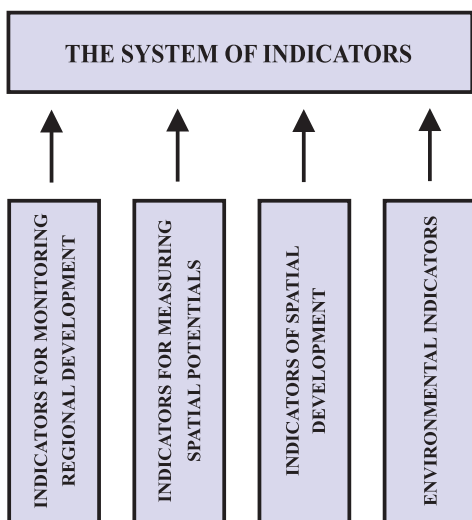 THE SYSTEM OF INDICATORS
INDICATORS FOR MONITORING
REGIONAL DEVELOPMENT
INDICATORS FOR MEASURING
SPATIAL POTENTIALS
INDICATORS OF SPATIAL
DEVELOPMENT
ENVIRONMENTAL INDICATORS